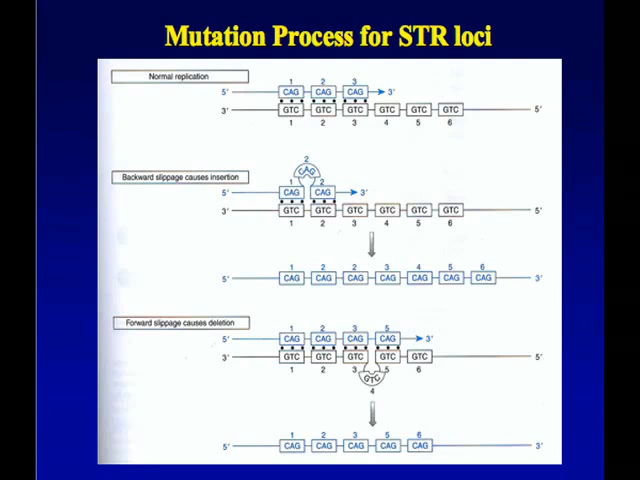 Mutation Process for STR loci
Normal replication
1 2 3
5' CAG CAG CAG 3'
3' GTC GTC GTC GTC GTC GTC 5'
1 2 3 4 5 6
Backward slippage causes insertion
2
CAG
1 2
5' CAG CAG 3'
3' GTC GTC GTC GTC GTC GTC 5'
1 2 3 4 5 6
1 2 2 3 4 5 6
5' CAG CAG CAG CAG CAG CAG CAG 3'
Forward slippage causes deletion
1 2 3 5
5' CAG CAG CAG CAG 3'
3' GTC GTC GTC GTC GTC 5'
1 2 3 5 6
GTC
4
1 2 3 5 6
5' CAG CAG CAG CAG CAG 3'